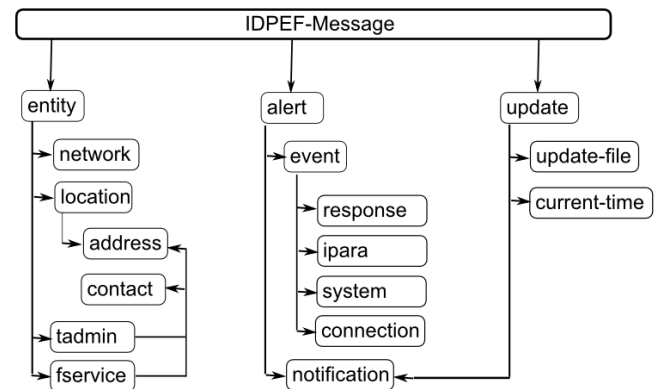 IDPEF-Message
entity
network
location
address
contact
tadmin
fservice
alert
event
response
ipara
system
connection
notification
update
update-file
current-time